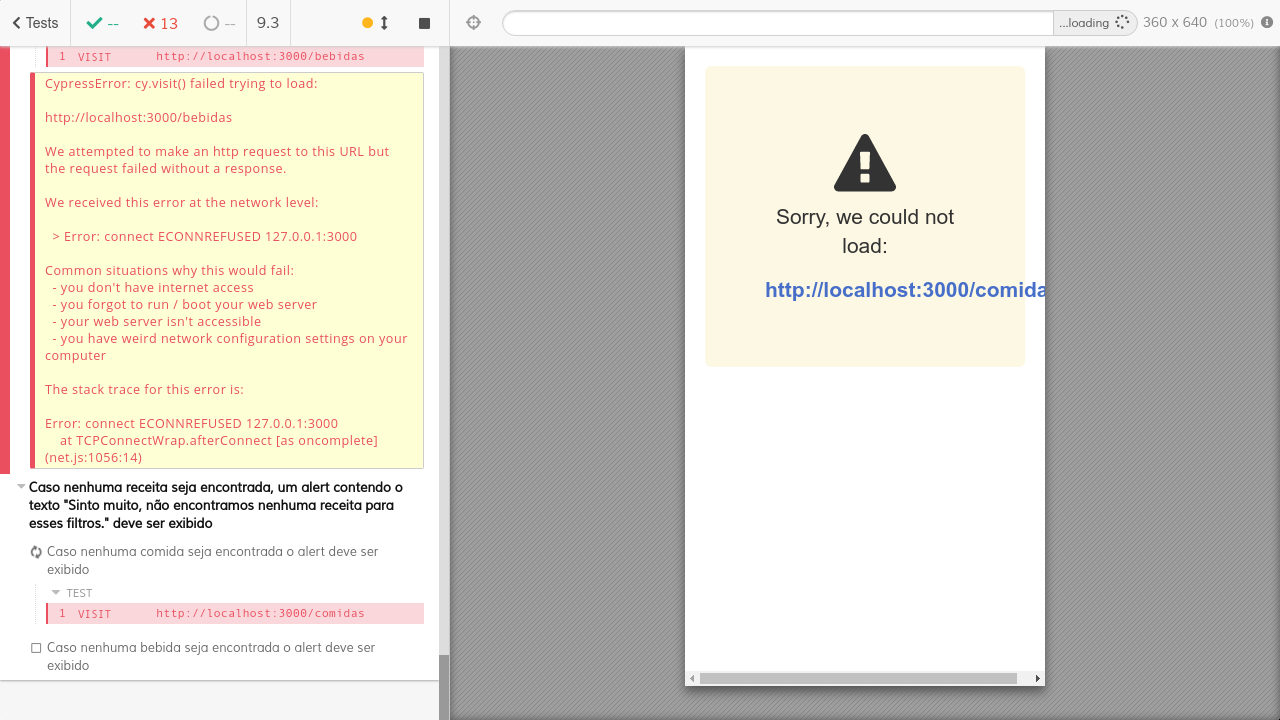 Tests
--
13
--
9.3
...loading
360 x 640 (100%)
1 VISIT http://localhost:3000/bebidas
CypressError: cy.visit() failed trying to load:
http://localhost:3000/bebidas
We attempted to make an http request to this URL but
the request failed without a response.
We received this error at the network level:
> Error: connect ECONNREFUSED 127.0.0.1:3000
Common situations why this would fail:
- you don't have internet access
- you forgot to run / boot your web server
- your web server isn't accessible
- you have weird network configuration settings on your
computer
The stack trace for this error is:
Error: connect ECONNREFUSED 127.0.0.1:3000
at TCPConnectWrap.afterConnect [as oncomplete]
(net.js:1056:14)
Caso nenhuma receita seja encontrada, um alert contendo o
texto "Sinto muito, não encontramos nenhuma receita para
esses filtros." deve ser exibido
Caso nenhuma comida seja encontrada o alert deve ser
exibido
TEST
1 VISIT http://localhost:3000/comidas
Caso nenhuma bebida seja encontrada o alert deve ser
exibido
Sorry, we could not
load:
http://localhost:3000/comida